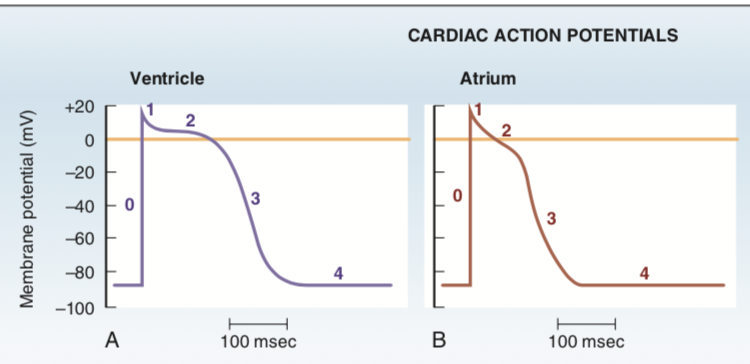 CARDIAC ACTION POTENTIALS
Ventricle
Atrium
Membrane potential (mV)
+20
0
–20
–40
–60
–80
–100
0
1
2
3
4
0
1
2
3
4
A
100 msec
B
100 msec